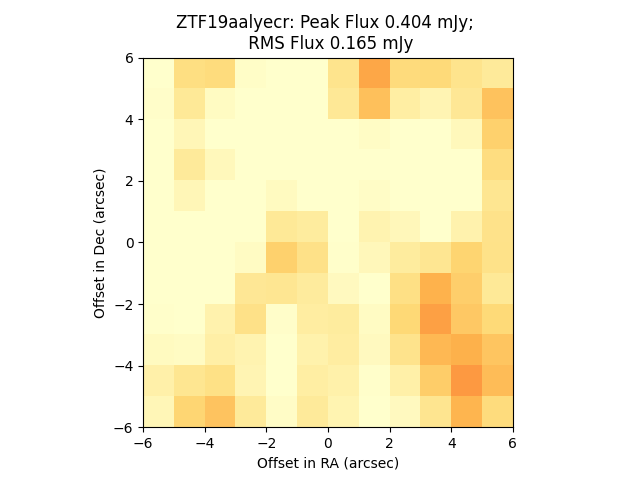 ZTF19aalyecr: Peak Flux 0.404 mJy;
RMS Flux 0.165 mJy
6
4
2
0
−2
−4
−6
Offset in Dec (arcsec)
−6 −4 −2 0 2 4 6
Offset in RA (arcsec)